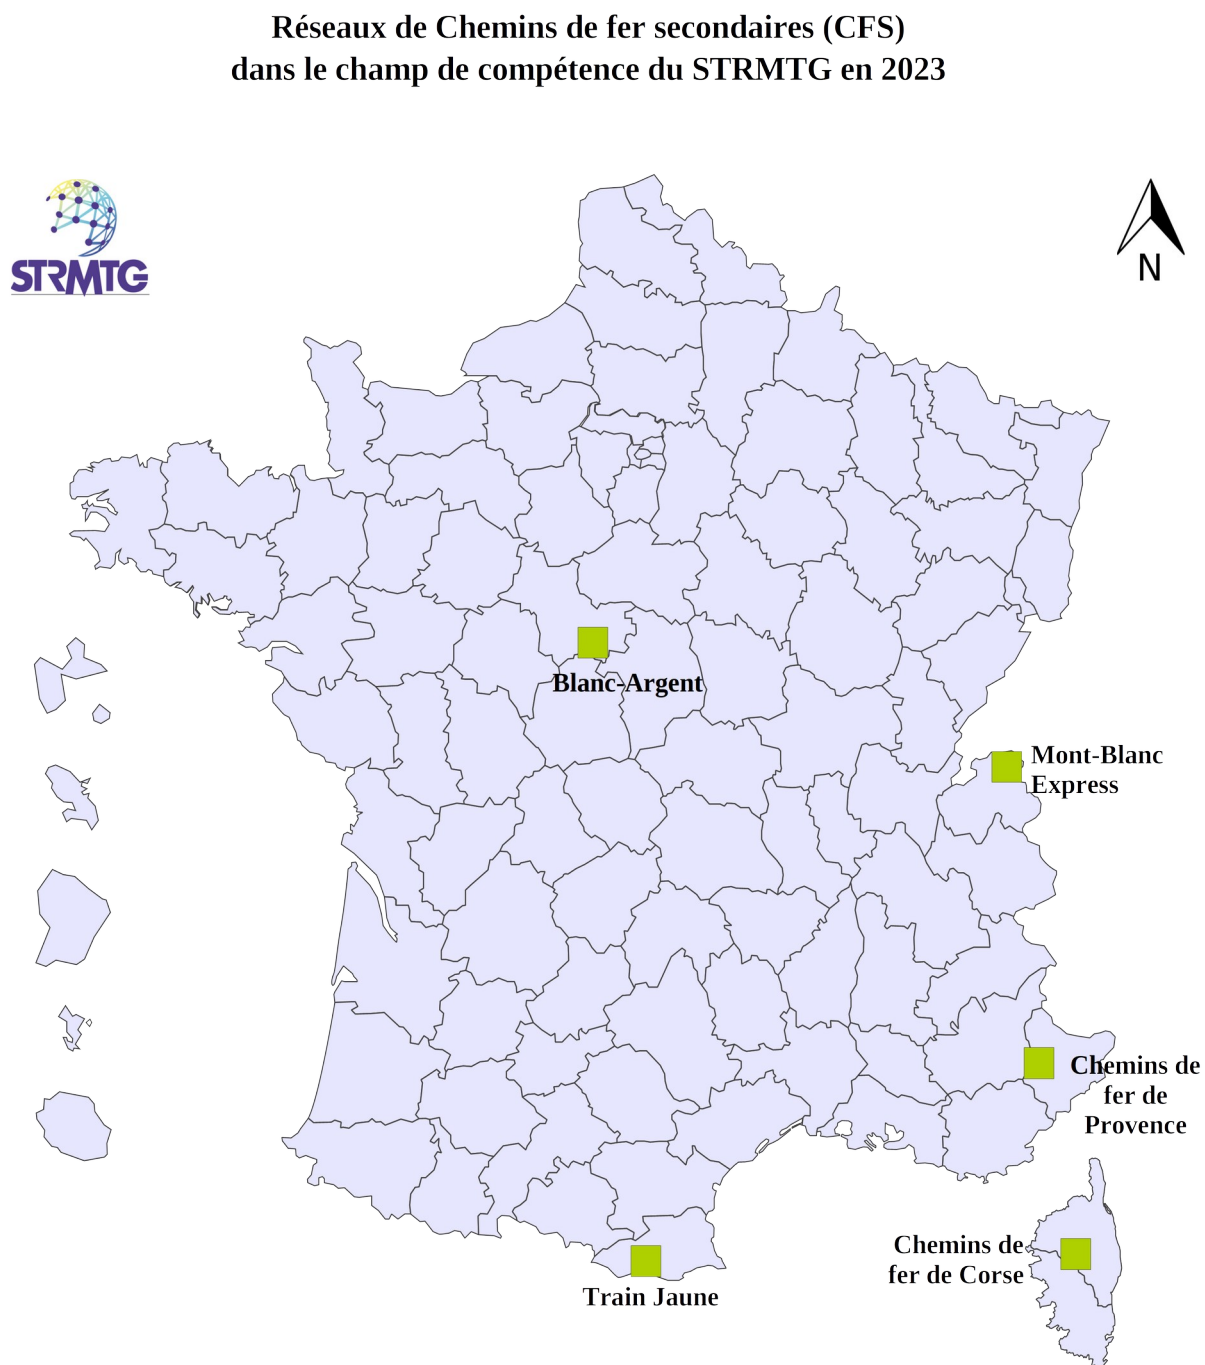 Réseaux de Chemins de fer secondaires (CFS)
dans le champ de compétence du STRMTG en 2023
STRMTG
N
Blanc-Argent
Mont-Blanc
Express
Chemins de
fer de
Provence
Chemins de
fer de Corse
Train Jaune